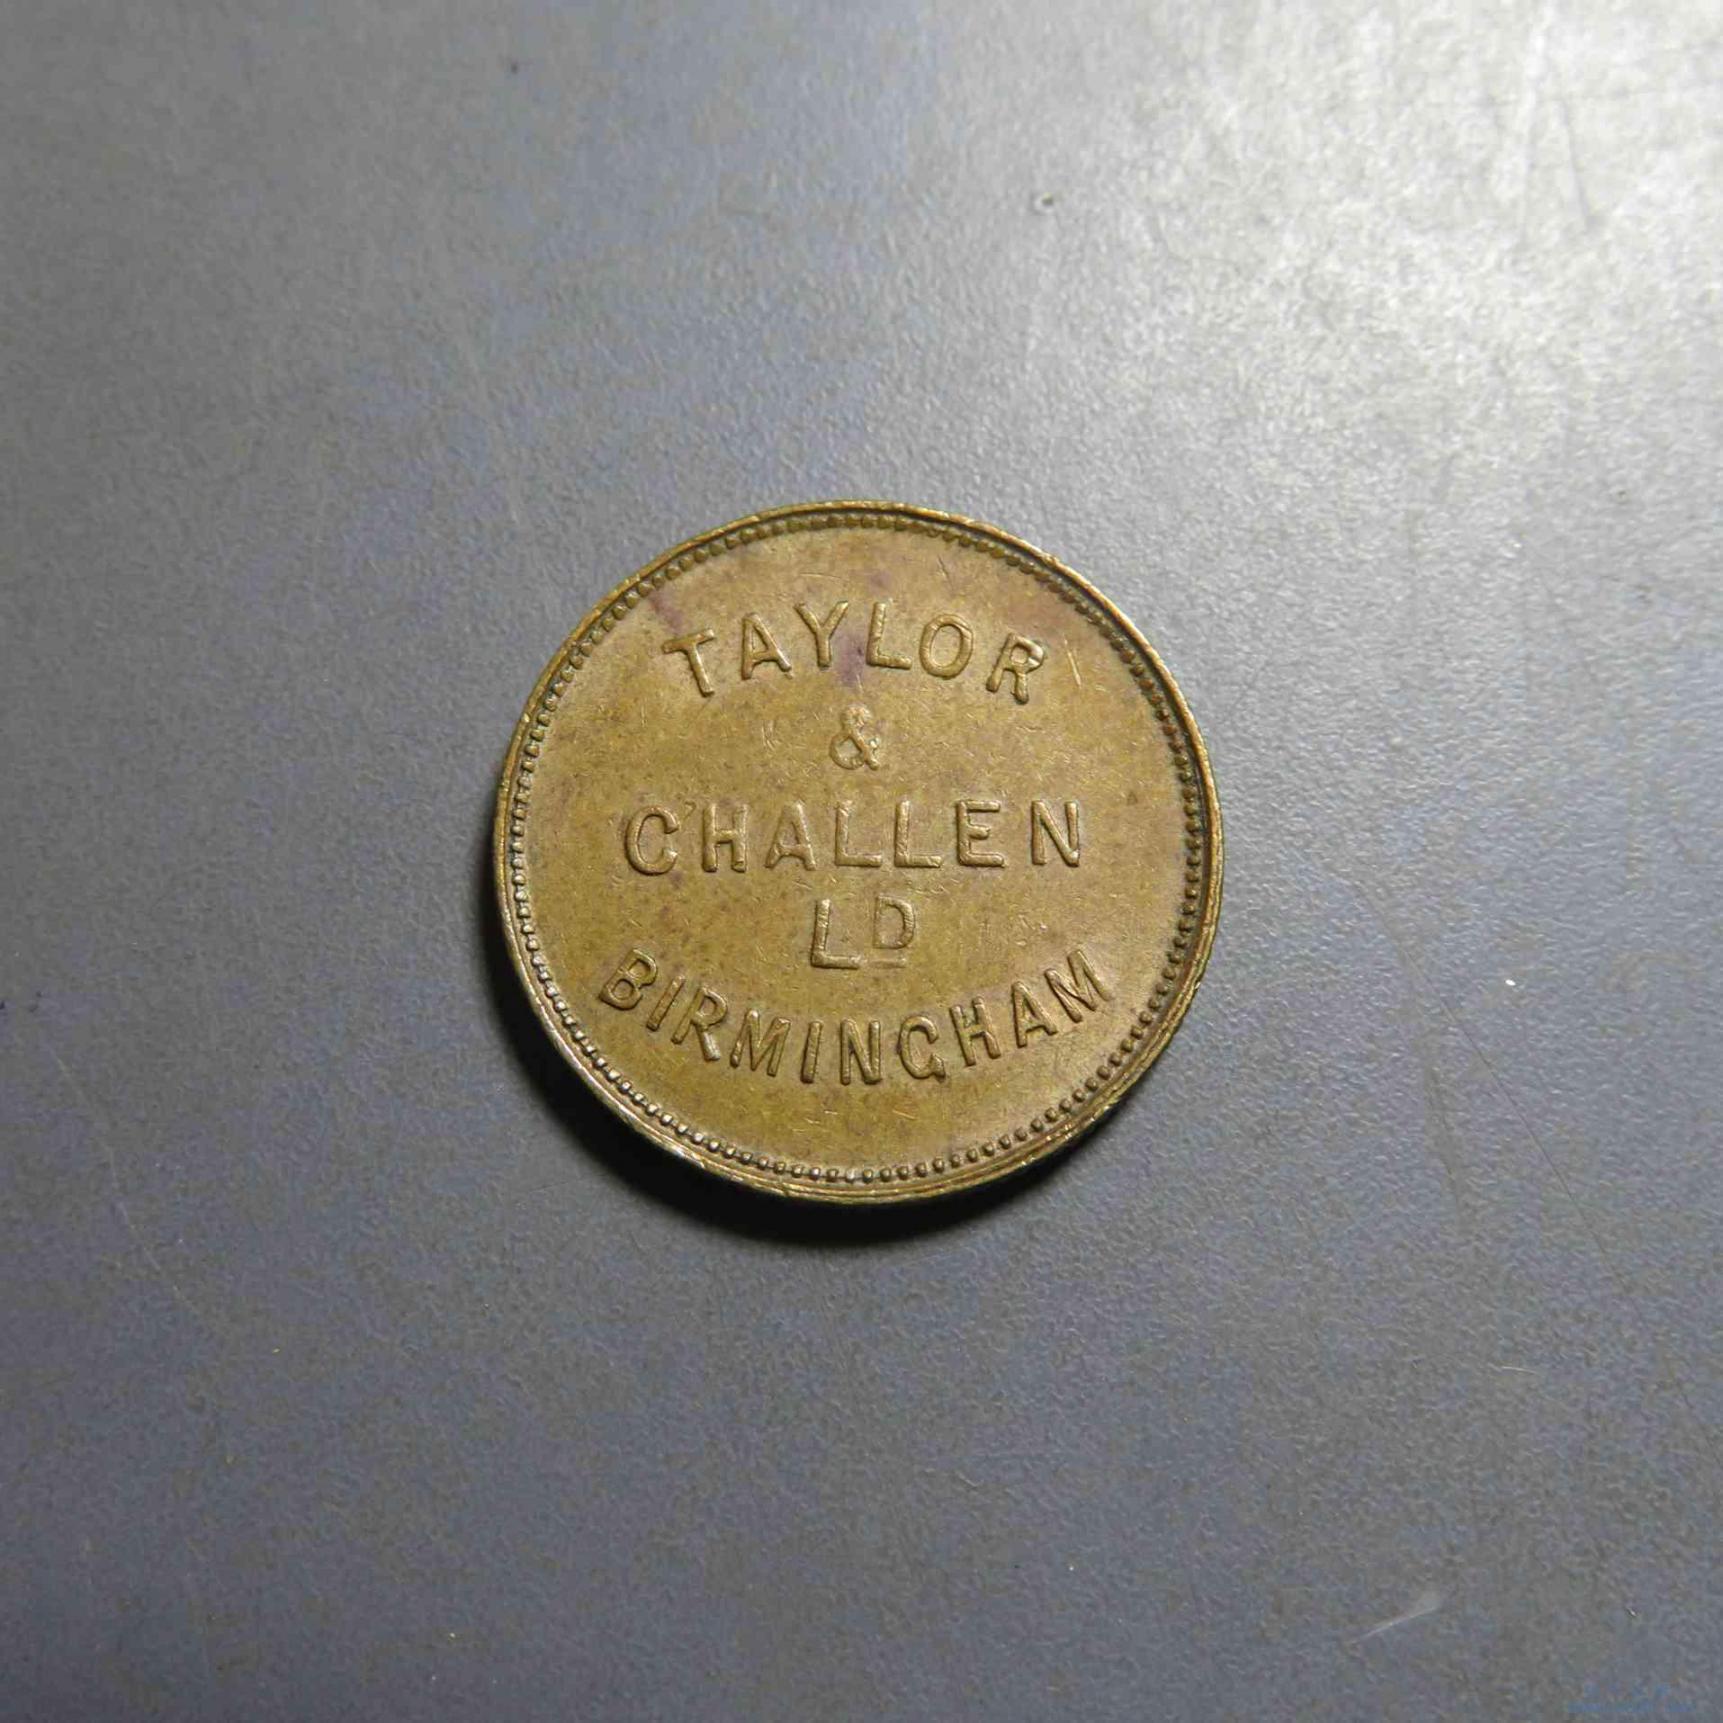 TAYLOR
&
CHALLEN
LD
BIRMINGHAM